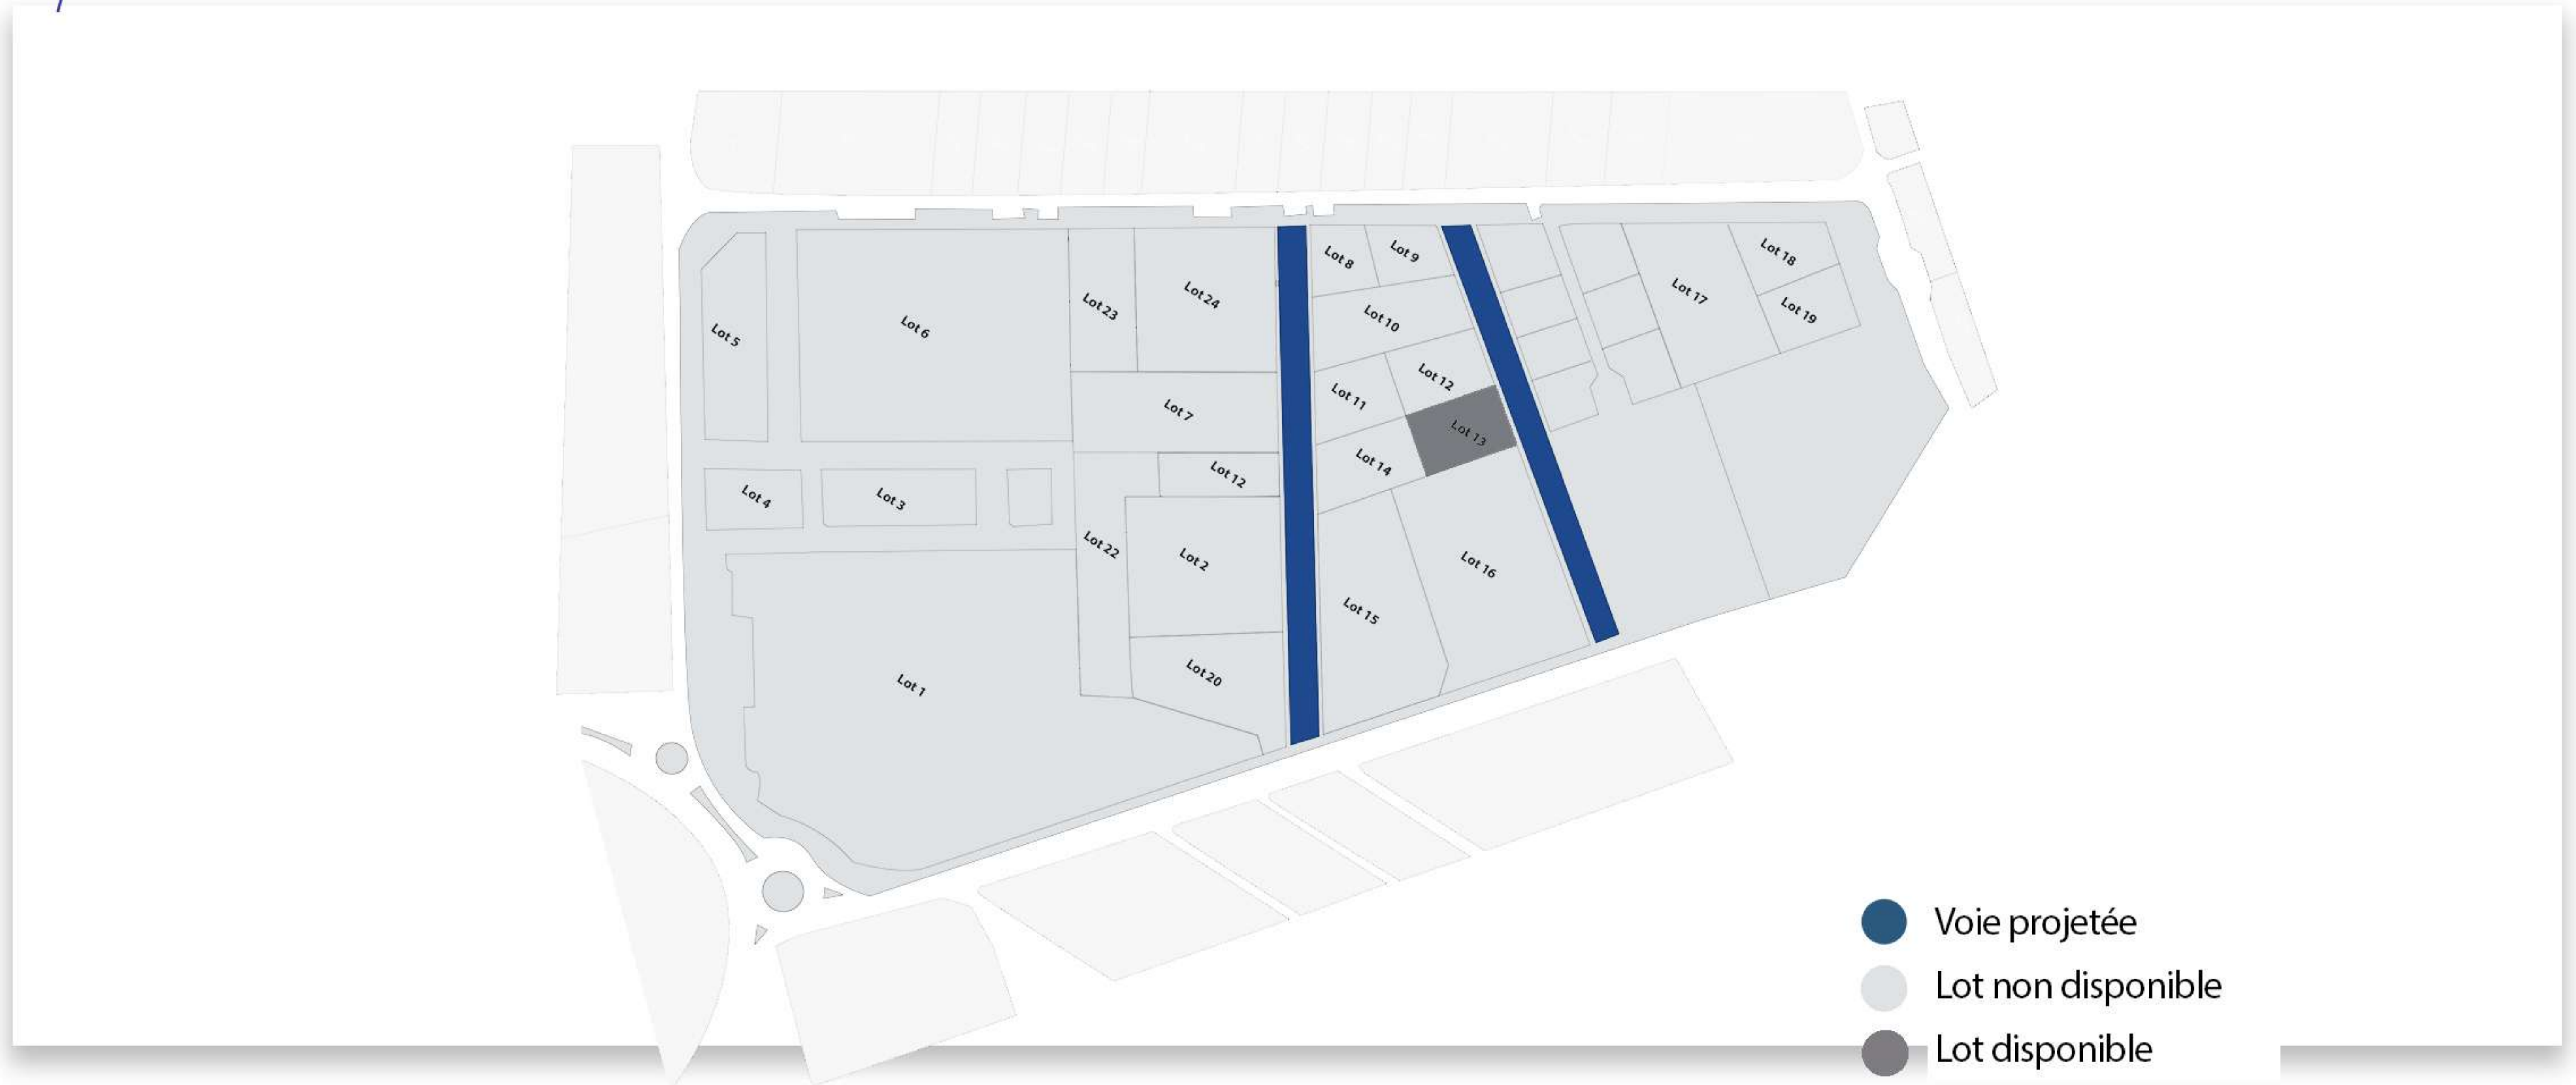 Lot 5
Lot 6
Lot 23
Lot 24
Lot 7
Lot 4
Lot 3
Lot 12
Lot 22
Lot 2
Lot 1
Lot 20
Lot 8
Lot 9
Lot 10
Lot 11
Lot 12
Lot 13
Lot 14
Lot 15
Lot 16
Lot 17
Lot 18
Lot 19
Voie projetée
Lot non disponible
Lot disponible